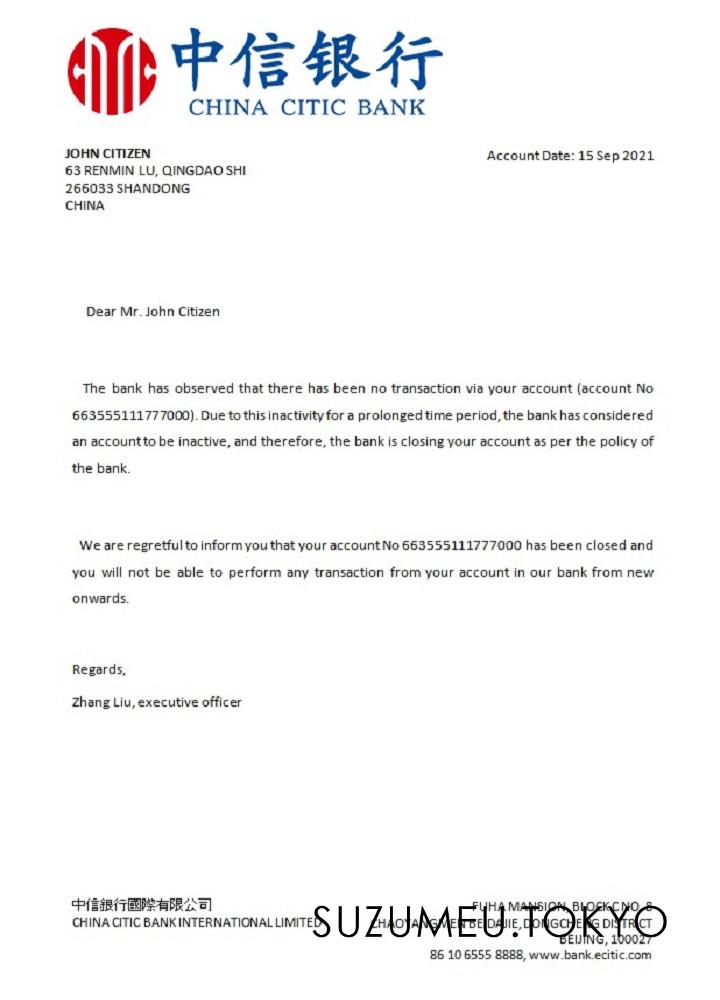 中信银行
CHINA CITIC BANK
JOHN CITIZEN
63 RENMIN LU, QINGDAO SHI
266033 SHANDONG
CHINA
Account Date: 15 Sep 2021
Dear Mr. John Citizen
The bank has observed that there has been no transaction via your account (account No
663555111777000). Due to this inactivity for a prolonged time period, the bank has considered
an account to be inactive, and therefore, the bank is closing your account as per the policy of
the bank.
We are regretful to inform you that your account No 663555111777000 has been closed and
you will not be able to perform any transaction from your account in our bank from new
onwards.
Regards,
Zhang Liu, executive officer
中信銀行國際有限公司
CHINA CITIC BANK INTERNATIONAL LIMITED
FUHA MANSION, BLOCK C NO. 8
CHAOYANGMEN BEIDAJIE, DONGCHENG DISTRICT
BEIJING, 100027
86 10 6555 8888, www.bank.ecitic.com
SUZUMEU.TOKYO